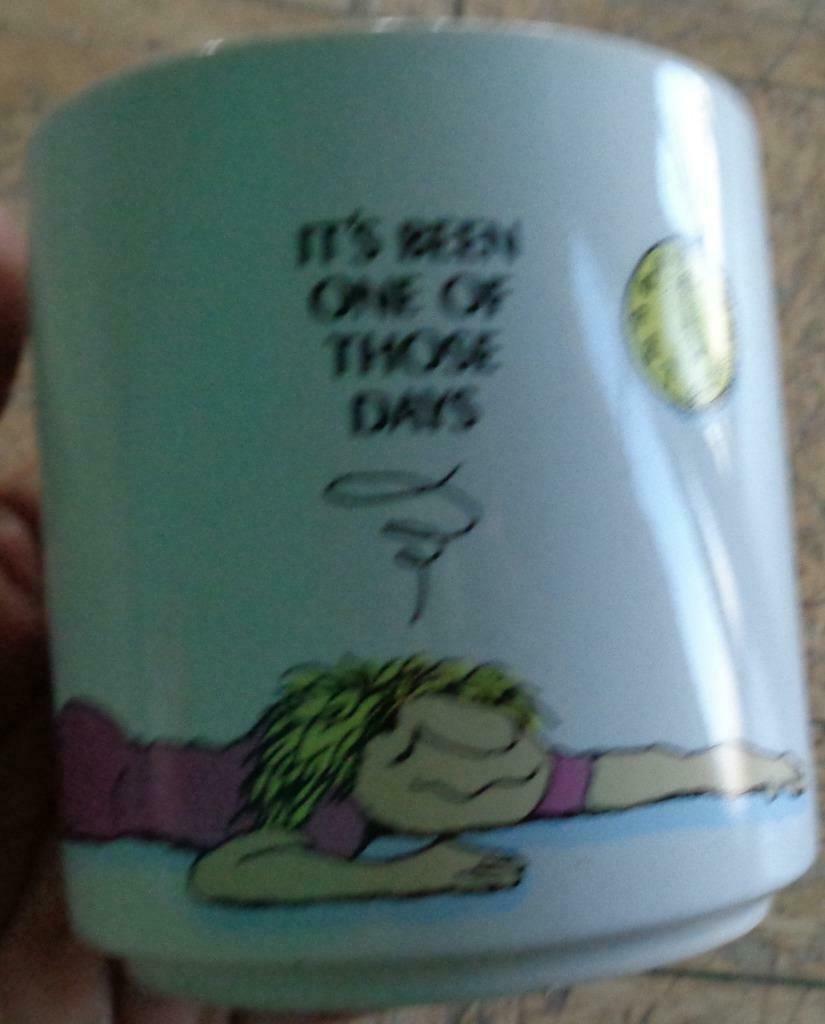 IT'S BEEN
ONE OF
THOSE
DAYS